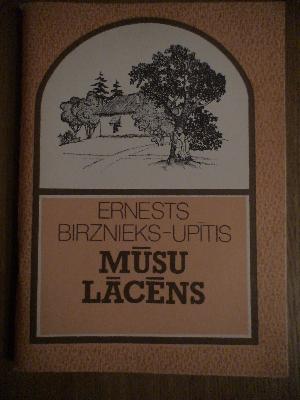 ERNESTS
BIRZNIEKS-UPĪTIS
MŪSU
LĀCĒNS